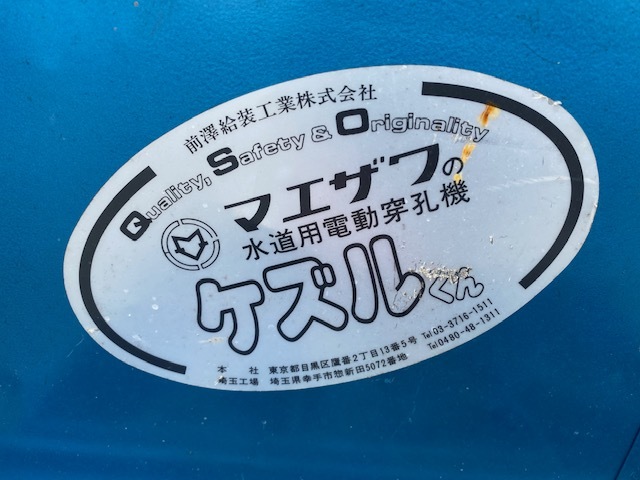 前澤給装工業株式会社
Quality, Safety & Originality
マエザワの
水道用電動穿孔機
ケズルくん
本社 東京都目黒区鷹番2丁目13番5号 Tel 03-3716-1511
埼玉工場 埼玉県幸手市惣新田5072番地 Tel 0480-48-1311